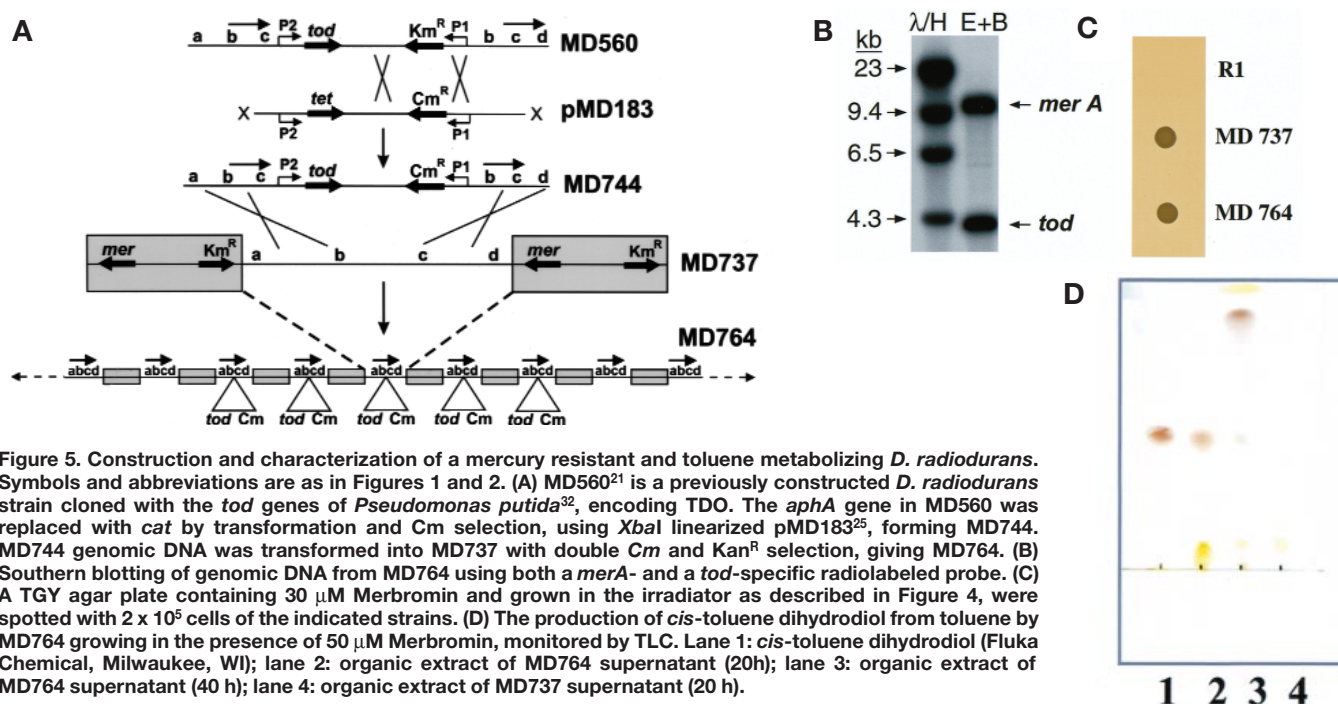 A
a b c P2 tod Km^R P1 b c d MD560
X tet Cm^R X pMD183
P2 P1
a b c P2 tod Cm^R P1 b c d MD744
mer Km^R a b c d mer Km^R MD737
MD764
abcd abcd abcd abcd abcd abcd abcd abcd abcd
tod Cm tod Cm tod Cm tod Cm tod Cm
B
λ/H E+B
kb
23
9.4 mer A
6.5
4.3 tod
C
R1
MD 737
MD 764
D
1 2 3 4
Figure 5. Construction and characterization of a mercury resistant and toluene metabolizing D. radiodurans.
Symbols and abbreviations are as in Figures 1 and 2. (A) MD560²¹ is a previously constructed D. radiodurans
strain cloned with the tod genes of Pseudomonas putida³², encoding TDO. The aphA gene in MD560 was
replaced with cat by transformation and Cm selection, using XbaI linearized pMD183²⁵, forming MD744.
MD744 genomic DNA was transformed into MD737 with double Cm and Kan^R selection, giving MD764. (B)
Southern blotting of genomic DNA from MD764 using both a merA- and a tod-specific radiolabeled probe. (C)
A TGY agar plate containing 30 μM Merbromin and grown in the irradiator as described in Figure 4, were
spotted with 2 x 10⁵ cells of the indicated strains. (D) The production of cis-toluene dihydrodiol from toluene by
MD764 growing in the presence of 50 μM Merbromin, monitored by TLC. Lane 1: cis-toluene dihydrodiol (Fluka
Chemical, Milwaukee, WI); lane 2: organic extract of MD764 supernatant (20h); lane 3: organic extract of
MD764 supernatant (40 h); lane 4: organic extract of MD737 supernatant (20 h).